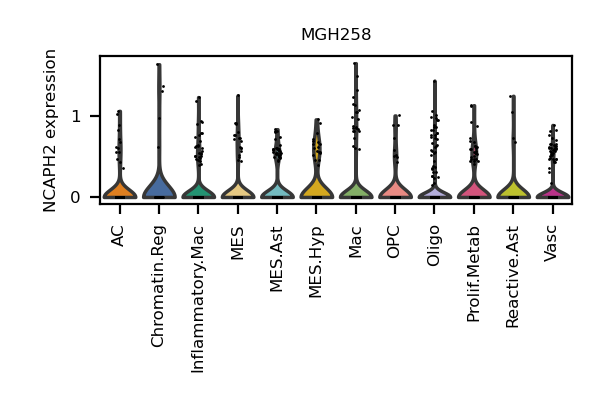 MGH258
NCAPH2 expression
1
0
AC
Chromatin.Reg
Inflammatory.Mac
MES
MES.Ast
MES.Hyp
Mac
OPC
Oligo
Prolif.Metab
Reactive.Ast
Vasc